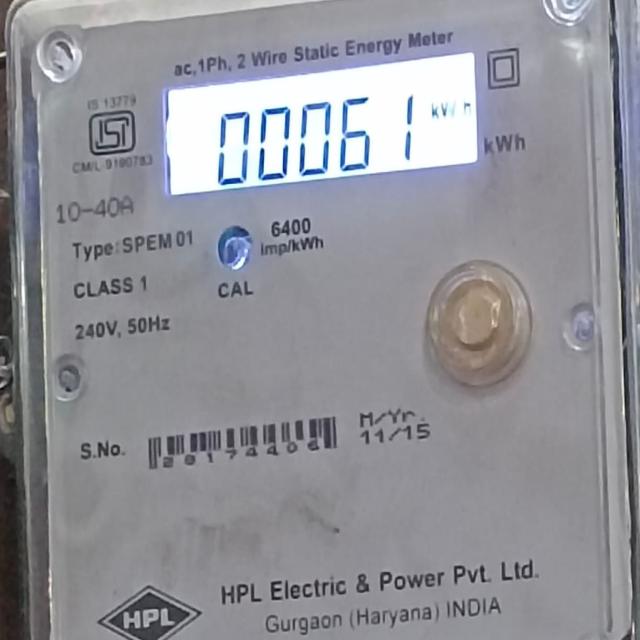 ac,1Ph, 2 Wire Static Energy Meter
IS 13779
CM/L 9190783
00061 kWh
kWh
10-40A
Type:SPEM 01
6400
imp/kWh
CLASS 1
CAL
240V, 50Hz
S.No.
M/Yr.
11/15
HPL Electric & Power Pvt. Ltd.
HPL
Gurgaon (Haryana) INDIA